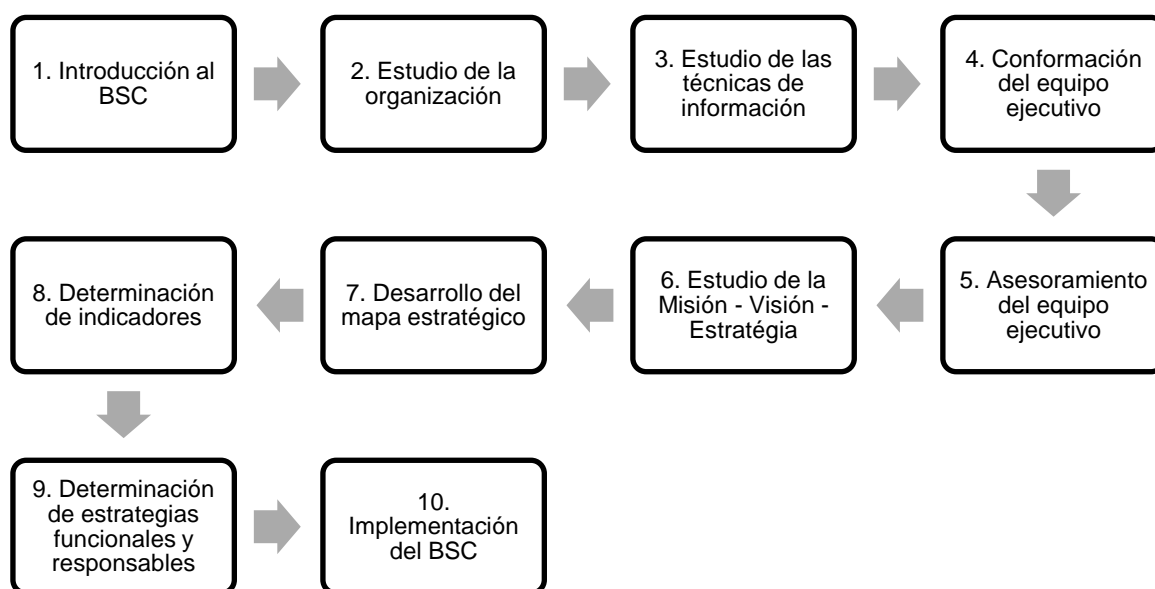 1. Introducción al
BSC
2. Estudio de la
organización
3. Estudio de las
técnicas de
información
4. Conformación
del equipo
ejecutivo
5. Asesoramiento
del equipo
ejecutivo
6. Estudio de la
Misión - Visión -
Estratégia
7. Desarrollo del
mapa estratégico
8. Determinación
de indicadores
9. Determinación
de estrategias
funcionales y
responsables
10.
Implementación
del BSC